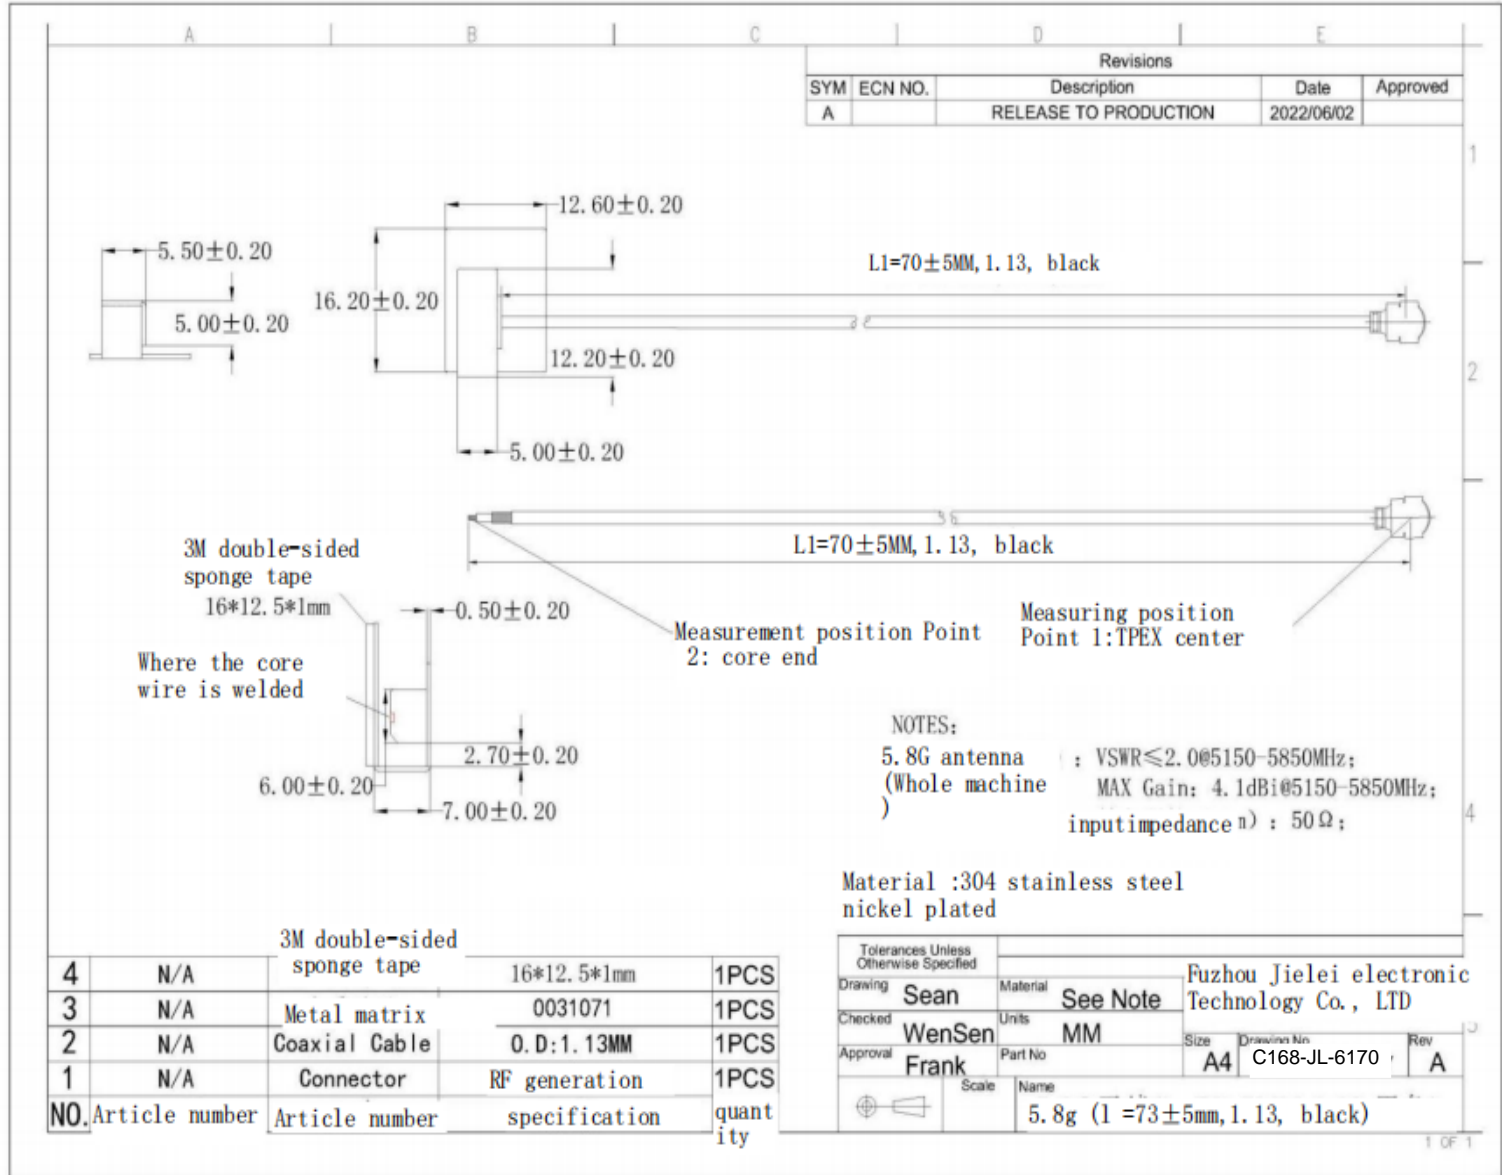 A B C D E
Revisions
SYM ECN NO. Description Date Approved
A RELEASE TO PRODUCTION 2022/06/02
1
12.60±0.20
5.50±0.20
L1=70±5MM,1.13, black
16.20±0.20
5.00±0.20
12.20±0.20
2
5.00±0.20
L1=70±5MM,1.13, black
3M double-sided
sponge tape
16*12.5*1mm
0.50±0.20
Measurement position Point
2: core end
Measuring position
Point 1:TPEX center
Where the core
wire is welded
2.70±0.20
6.00±0.20
7.00±0.20
NOTES:
5.8G antenna : VSWR≤2.0@5150-5850MHz;
(Whole machine MAX Gain: 4.1dBi@5150-5850MHz;
)
inputimpedance n) : 50Ω;
4
Material :304 stainless steel
nickel plated
4 N/A 3M double-sided
sponge tape 16*12.5*1mm 1PCS
3 N/A Metal matrix 0031071 1PCS
2 N/A Coaxial Cable O.D:1.13MM 1PCS
1 N/A Connector RF generation 1PCS
NO. Article number Article number specification quant
ity
Tolerances Unless
Otherwise Specified
Drawing Sean Material See Note
Fuzhou Jielei electronic
Technology Co., LTD
Checked WenSen Units MM
Approval Frank Part No
Size A4 Drawing No C168-JL-6170 Rev A
Scale Name
5.8g (l =73±5mm,1.13, black)
1 OF 1